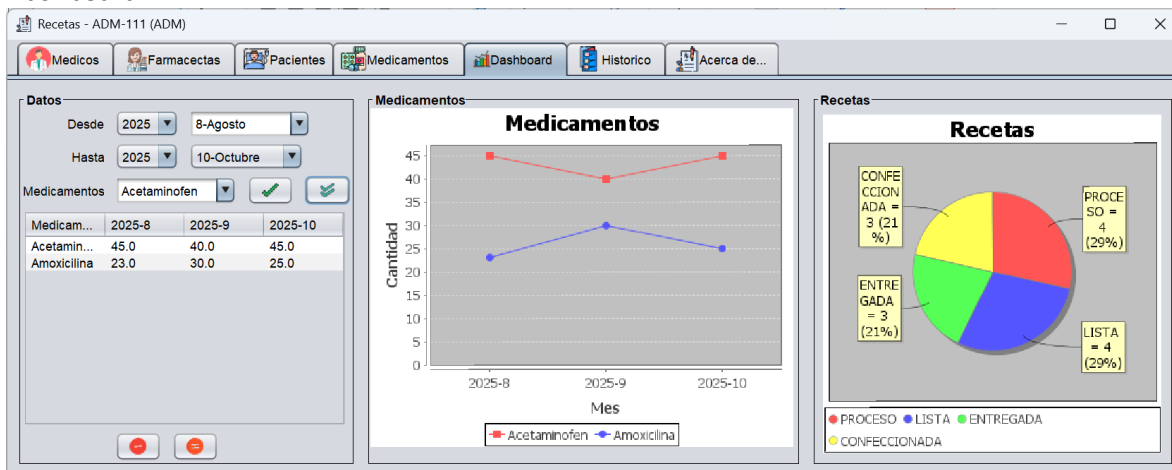 Recetas - ADM-111 (ADM)
Medicos Farmacectas Pacientes Medicamentos Dashboard Historico Acerca de...
Datos
Desde 2025 8-Agosto
Hasta 2025 10-Octubre
Medicamentos Acetaminofen
Medicam... 2025-8 2025-9 2025-10
Acetamin... 45.0 40.0 45.0
Amoxicilina 23.0 30.0 25.0
Medicamentos
Medicamentos
Cantidad
45
40
35
30
25
20
15
10
5
0
2025-8 2025-9 2025-10
Mes
Acetaminofen Amoxicilina
Recetas
Recetas
CONFE
CCION
ADA =
3 (21
%)
PROCE
SO =
4
(29%)
ENTRE
GADA
= 3
(21%)
LISTA
= 4
(29%)
PROCESO LISTA ENTREGADA
CONFECCIONADA